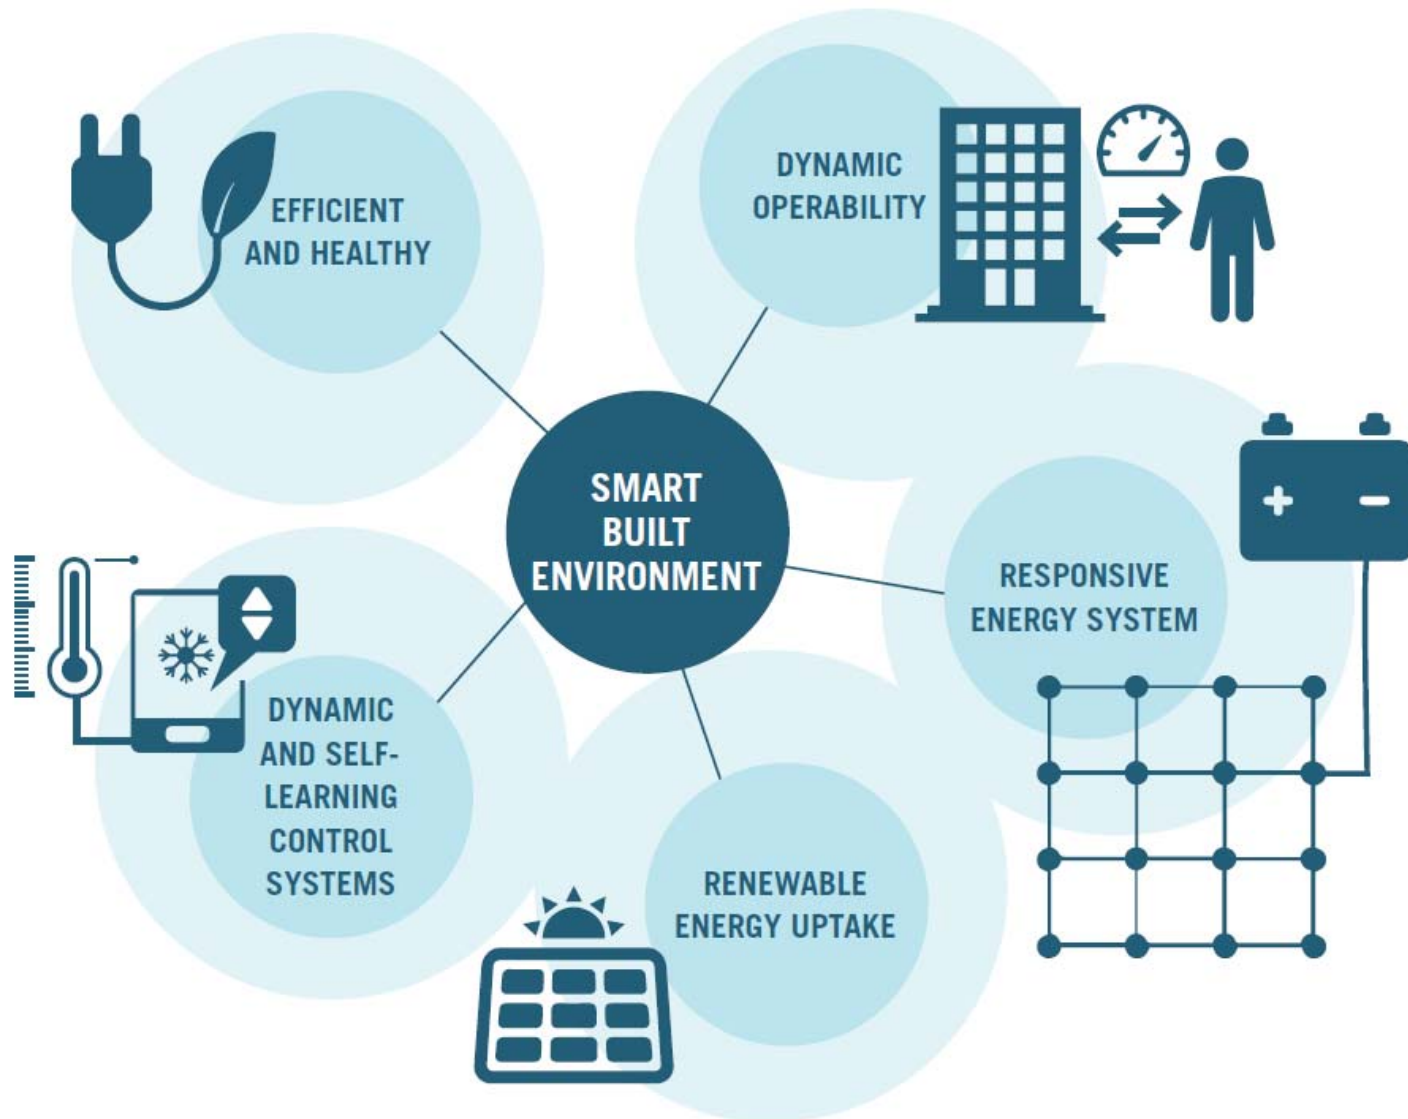 EFFICIENT
AND HEALTHY
DYNAMIC
OPERABILITY
SMART
BUILT
ENVIRONMENT
RESPONSIVE
ENERGY SYSTEM
DYNAMIC
AND SELF-
LEARNING
CONTROL
SYSTEMS
RENEWABLE
ENERGY UPTAKE